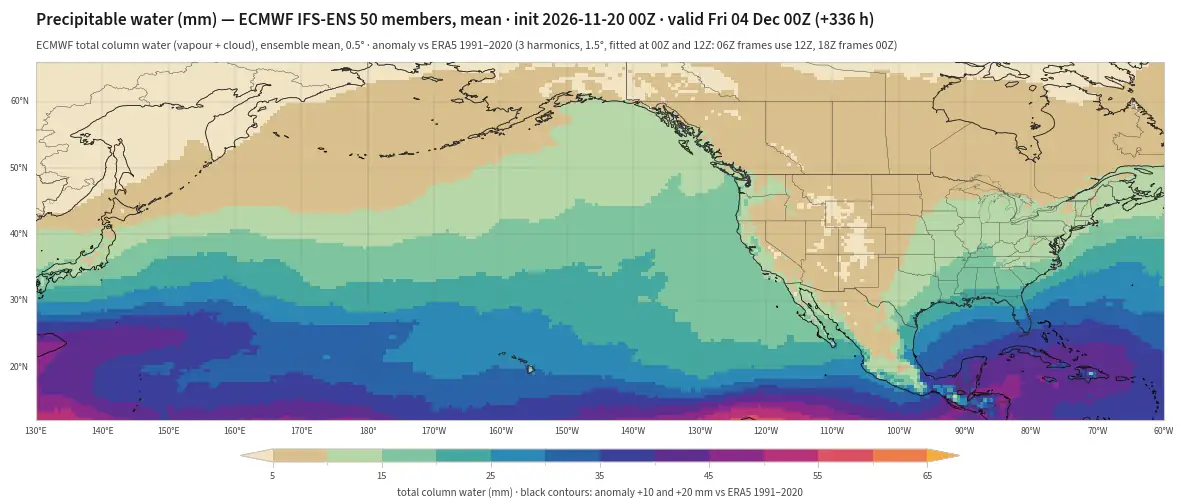 Precipitable water (mm) — ECMWF IFS-ENS 50 members, mean · init 2026-11-20 00Z · valid Fri 04 Dec 00Z (+336 h)
ECMWF total column water (vapour + cloud), ensemble mean, 0.5° · anomaly vs ERA5 1991–2020 (3 harmonics, 1.5°, fitted at 00Z and 12Z: 06Z frames use 12Z, 18Z frames 00Z)
60°N
50°N
40°N
30°N
20°N
130°E 140°E 150°E 160°E 170°E 180° 170°W 160°W 150°W 140°W 130°W 120°W 110°W 100°W 90°W 80°W 70°W 60°W
5 15 25 35 45 55 65
total column water (mm) · black contours: anomaly +10 and +20 mm vs ERA5 1991–2020